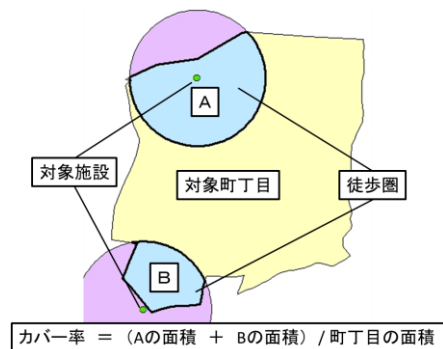 A
対象施設
対象町丁目
徒歩圏
B
カバー率 = (Aの面積 + Bの面積) / 町丁目の面積